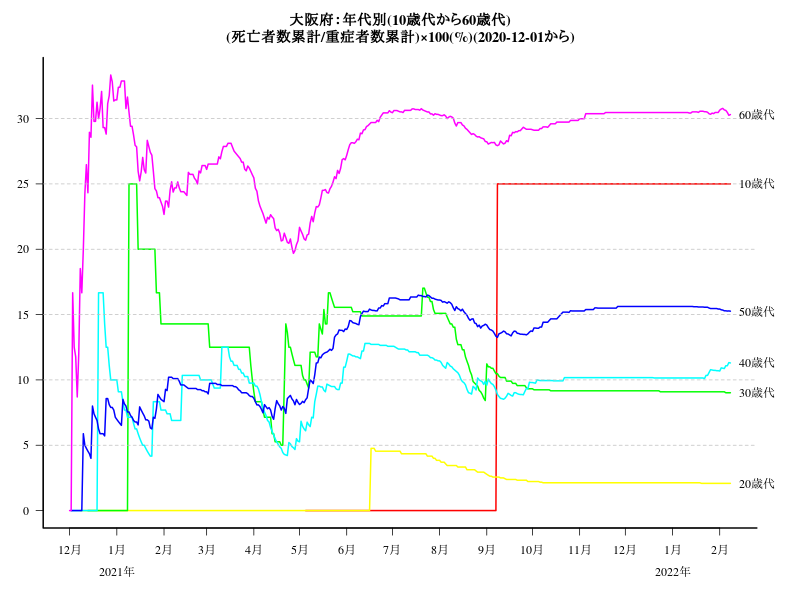 大阪府：年代別(10歳代から60歳代)
(死亡者数累計/重症者数累計)×100(%)(2020-12-01から)
30
25
20
15
10
5
0
60歳代
10歳代
50歳代
40歳代
30歳代
20歳代
12月 1月 2月 3月 4月 5月 6月 7月 8月 9月 10月 11月 12月 1月 2月
2021年 2022年